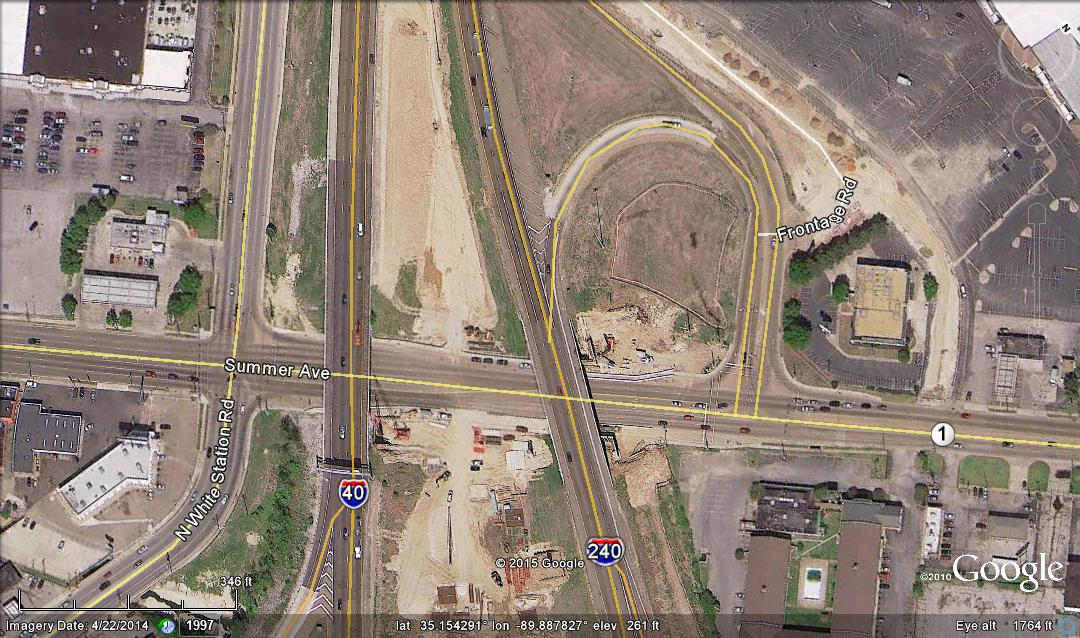 N
Frontage Rd
Summer Ave
1
N White Station Rd
40
240
346 ft
© 2015 Google
©2010 Google
Imagery Date: 4/22/2014 1997 lat 35.154291° lon -89.887827° elev 261 ft Eye alt 1764 ft